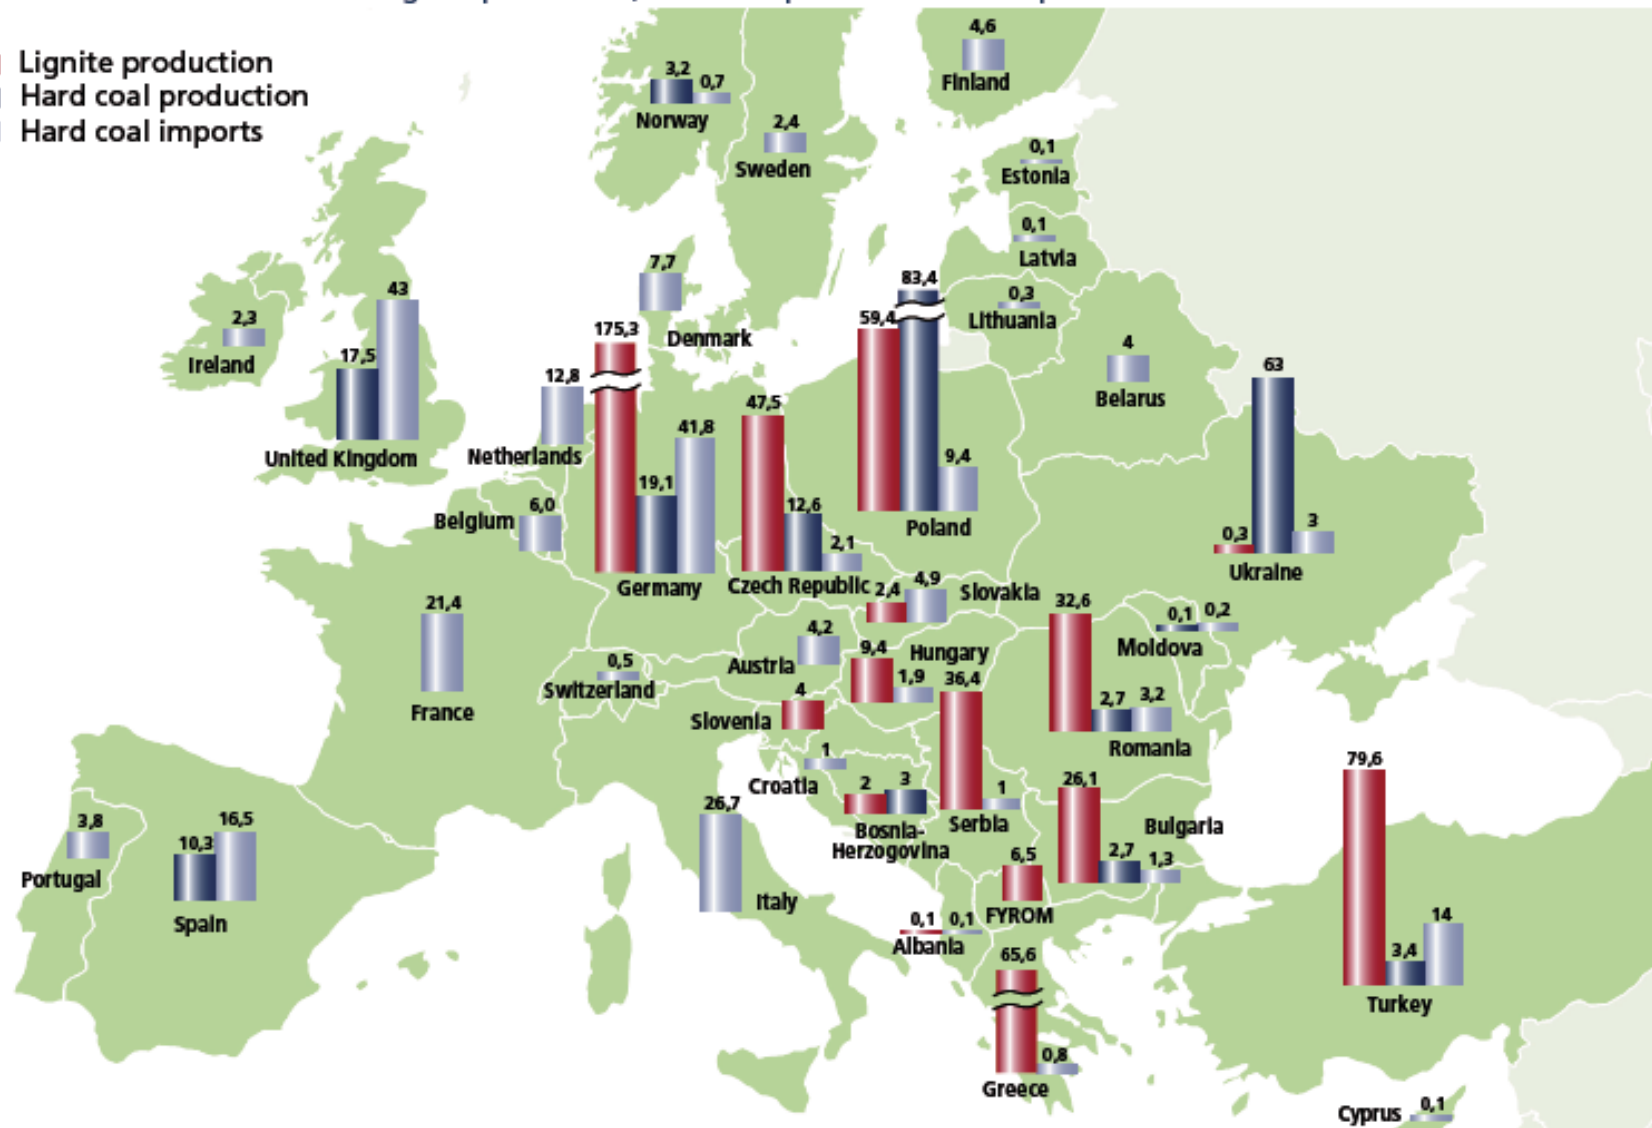 Lignite production
Hard coal production
Hard coal imports
4,6
Finland
3,2 0,7
Norway
2,4
Sweden
0,1
Estonia
0,1
Latvia
0,3
Lithuania
7,7
Denmark
43
17,5
United Kingdom
2,3
Ireland
12,8
Netherlands
175,3
19,1
41,8
Germany
47,5
12,6
2,1
Czech Republic
59,4
83,4
9,4
Poland
4
Belarus
63
0,3
3
Ukraine
6,0
Belgium
21,4
France
0,5
Switzerland
4,2
Austria
2,4
4,9
Slovakia
9,4
1,9
Hungary
4
Slovenia
1
Croatia
2 3
Bosnia-
Herzogovina
36,4
1
Serbia
32,6
2,7 3,2
Romania
0,1 0,2
Moldova
26,1
2,7
1,3
Bulgaria
6,5
FYROM
0,1 0,1
Albania
65,6
0,8
Greece
26,7
Italy
3,8
Portugal
10,3
16,5
Spain
79,6
3,4
14
Turkey
Cyprus 0,1